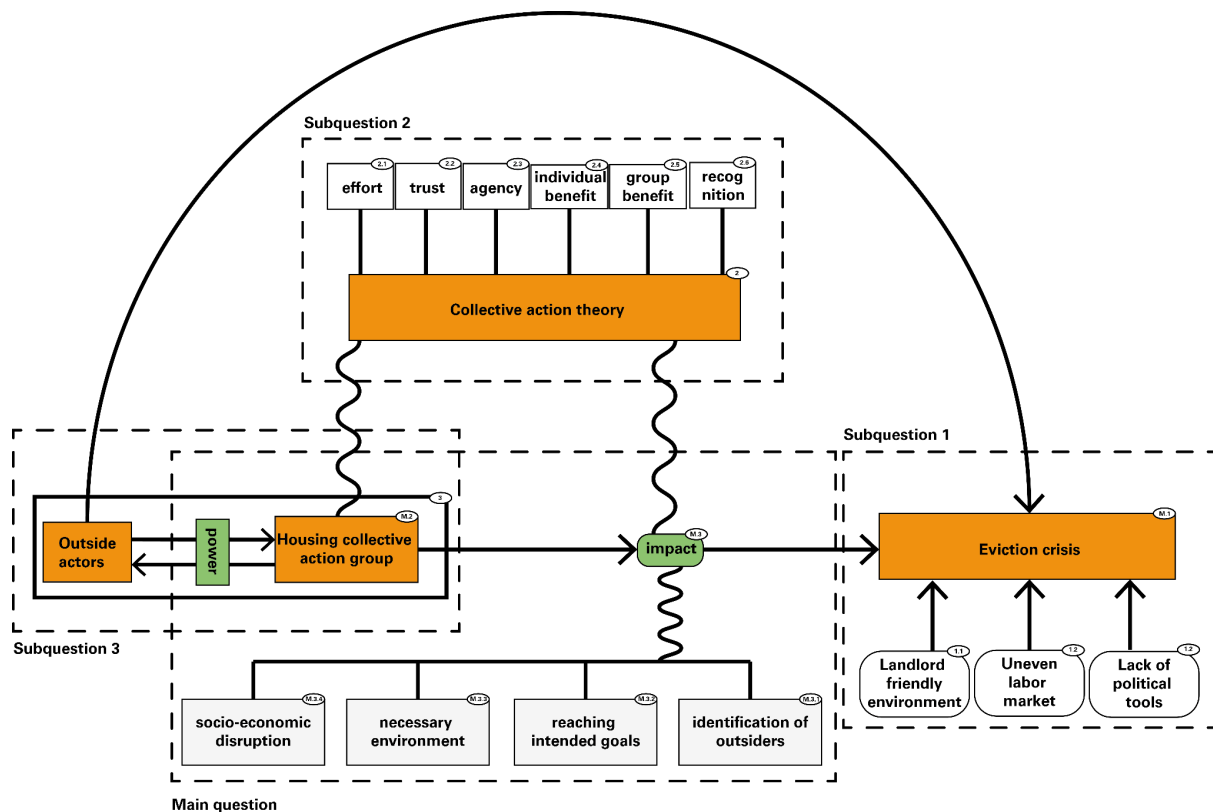 Subquestion 2
2.1
2.2
2.3
2.4
2.5
2.6
effort
trust
agency
individual
benefit
group
benefit
recog
nition
2
Collective action theory
Subquestion 1
3
M.2
Outside
actors
power
Housing collective
action group
M.3
impact
M.1
Eviction crisis
Subquestion 3
1.1
Landlord
friendly
environment
1.2
Uneven
labor
market
1.2
Lack of
political
tools
M.3.4
socio-economic
disruption
M.3.3
necessary
environment
M.3.2
reaching
intended goals
M.3.1
identification of
outsiders
Main question